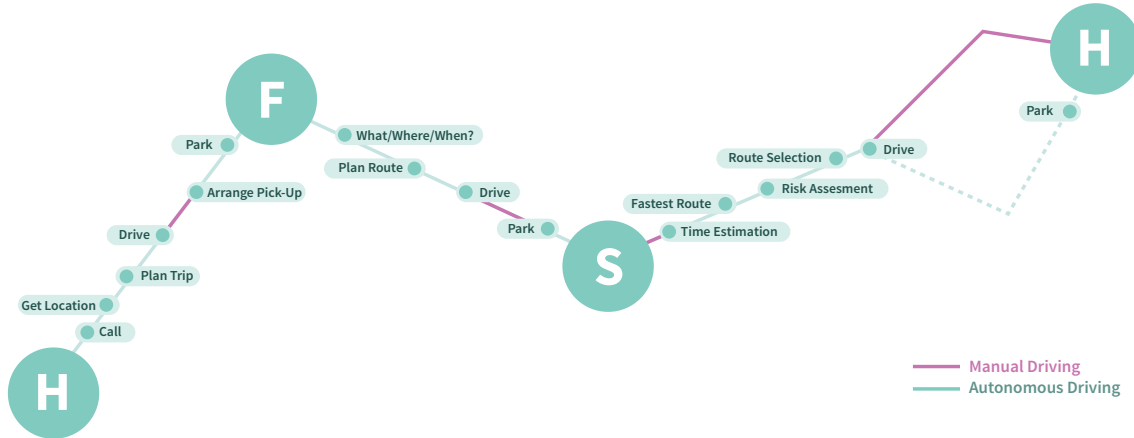 H
Call
Get Location
Plan Trip
Drive
Arrange Pick-Up
Park
F
What/Where/When?
Plan Route
Drive
Park
S
Time Estimation
Fastest Route
Risk Assesment
Route Selection
Drive
Park
H
Manual Driving
Autonomous Driving